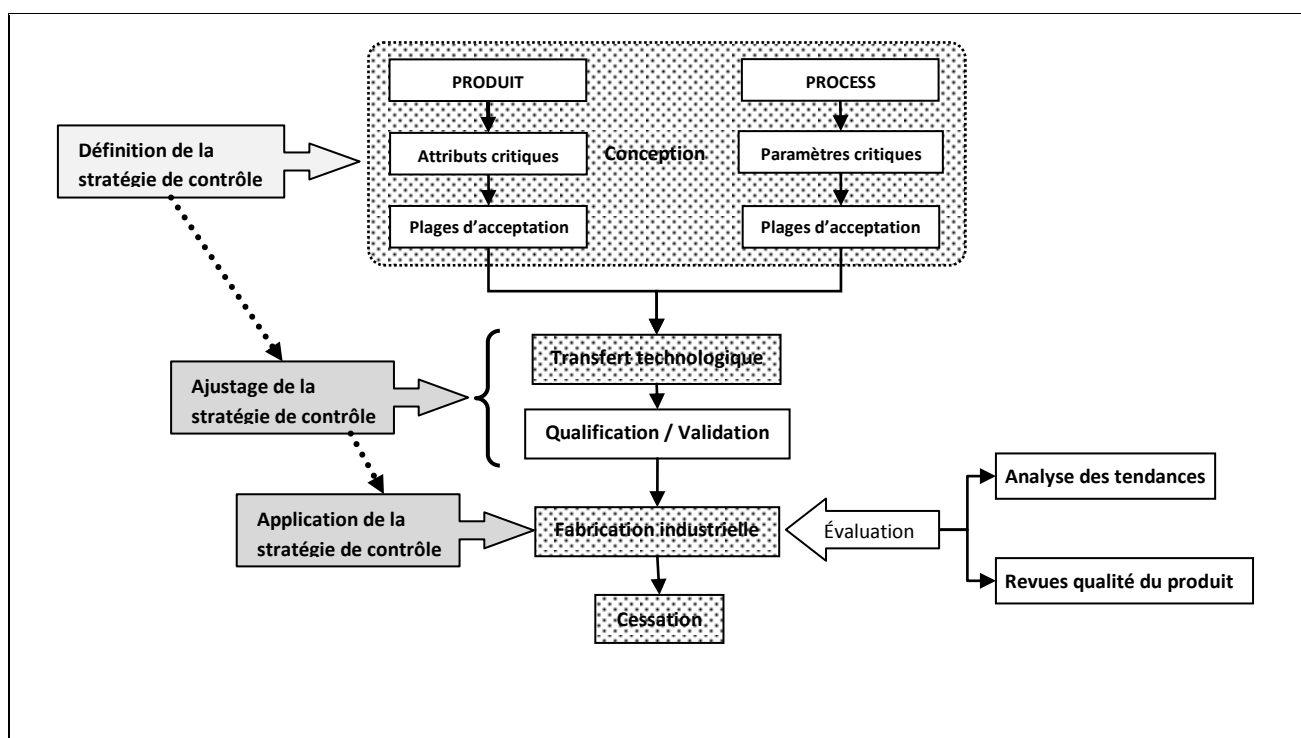 PRODUIT
PROCESS
Définition de la
stratégie de contrôle
Attributs critiques
Conception
Paramètres critiques
Plages d’acceptation
Plages d’acceptation
Transfert technologique
Ajustage de la
stratégie de contrôle
Qualification / Validation
Analyse des tendances
Application de la
stratégie de contrôle
Fabrication industrielle
Évaluation
Revues qualité du produit
Cessation